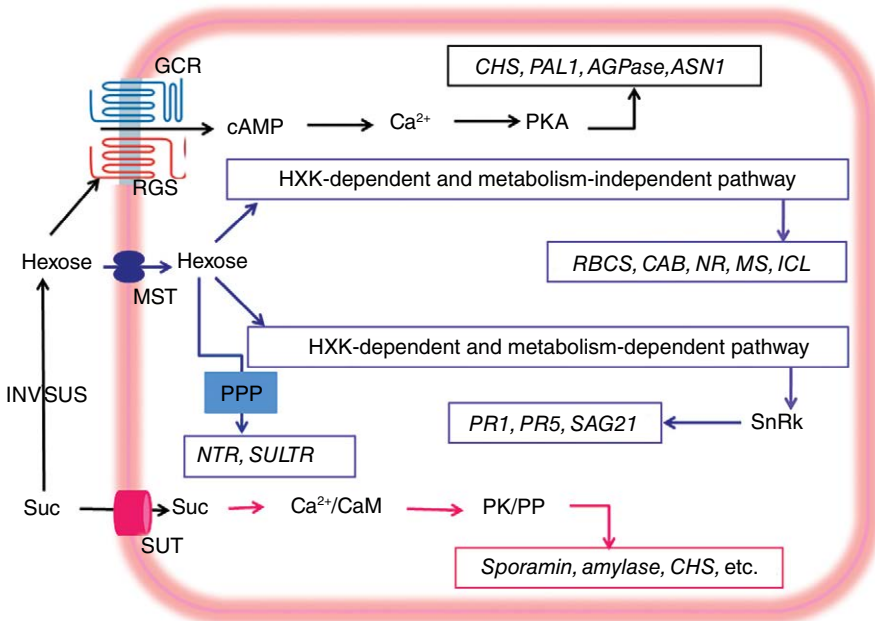 GCR
CHS, PAL1, AGPase, ASN1
cAMP
Ca²⁺
PKA
RGS
HXK-dependent and metabolism-independent pathway
Hexose
Hexose
MST
RBCS, CAB, NR, MS, ICL
HXK-dependent and metabolism-dependent pathway
INV/SUS
PPP
PR1, PR5, SAG21
SnRk
NTR, SULTR
Suc
Suc
Ca²⁺/CaM
PK/PP
SUT
Sporamin, amylase, CHS, etc.